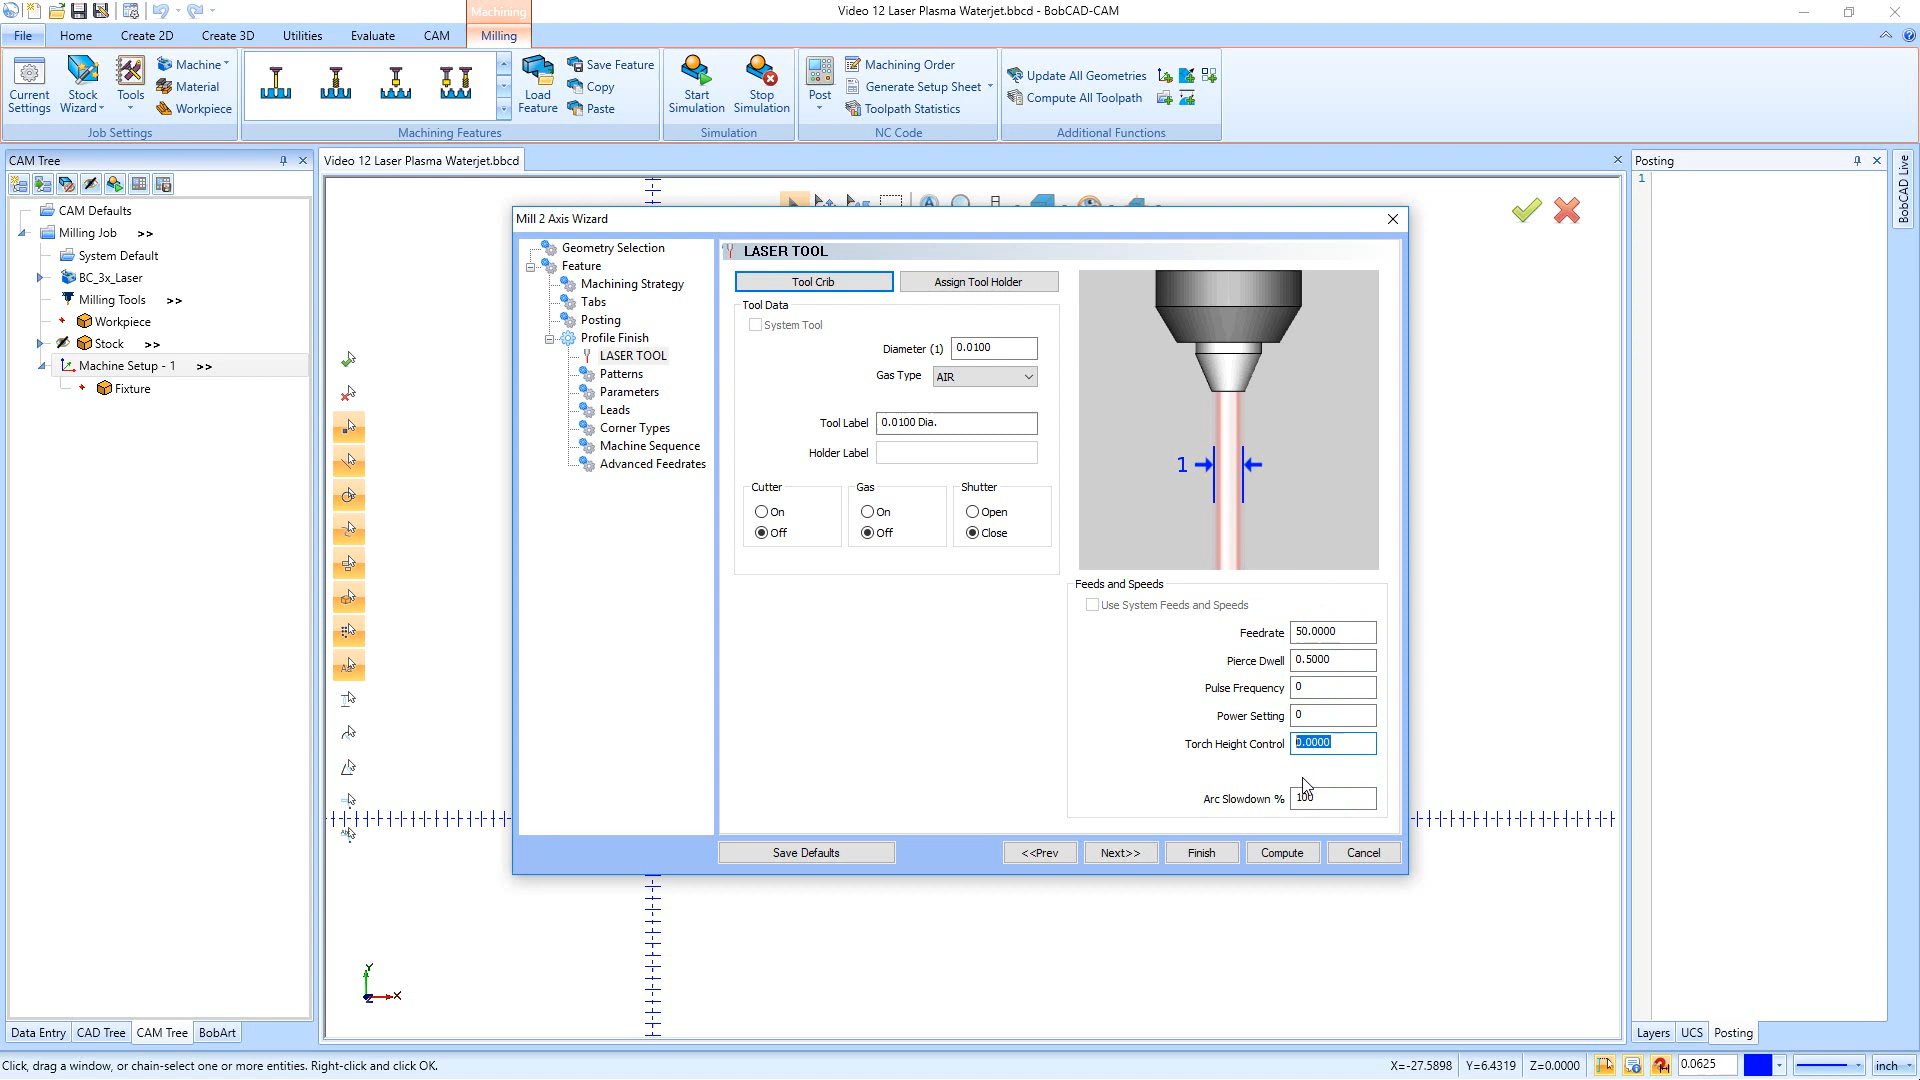 Machining
Video 12 Laser Plasma Waterjet.bbcd - BobCAD-CAM
File Home Create 2D Create 3D Utilities Evaluate CAM Milling
Current Settings
Stock Wizard
Tools
Machine
Material
Workpiece
Job Settings
Load Feature
Save Feature
Copy
Paste
Machining Features
Start Simulation
Stop Simulation
Simulation
Post
Machining Order
Generate Setup Sheet
Toolpath Statistics
NC Code
Update All Geometries
Compute All Toolpath
Additional Functions
CAM Tree
CAM Defaults
Milling Job >>
System Default
BC_3x_Laser
Milling Tools >>
Workpiece
Stock >>
Machine Setup - 1 >>
Fixture
Data Entry CAD Tree CAM Tree BobArt
Video 12 Laser Plasma Waterjet.bbcd
Mill 2 Axis Wizard
Geometry Selection
Feature
Machining Strategy
Tabs
Posting
Profile Finish
LASER TOOL
Patterns
Parameters
Leads
Corner Types
Machine Sequence
Advanced Feedrates
LASER TOOL
Tool Crib Assign Tool Holder
Tool Data
System Tool
Diameter (1) 0.0100
Gas Type AIR
Tool Label 0.0100 Dia.
Holder Label
Cutter Gas Shutter
On On Open
Off Off Close
1
Feeds and Speeds
Use System Feeds and Speeds
Feedrate 50.0000
Pierce Dwell 0.5000
Pulse Frequency 0
Power Setting 0
Torch Height Control 0.0000
Arc Slowdown % 100
Save Defaults <<Prev Next>> Finish Compute Cancel
Y
X
Z
Posting
1
BobCAD Live
Layers UCS Posting
Click, drag a window, or chain-select one or more entities. Right-click and click OK.
X=-27.5898 Y=6.4319 Z=0.0000 0.0625 inch